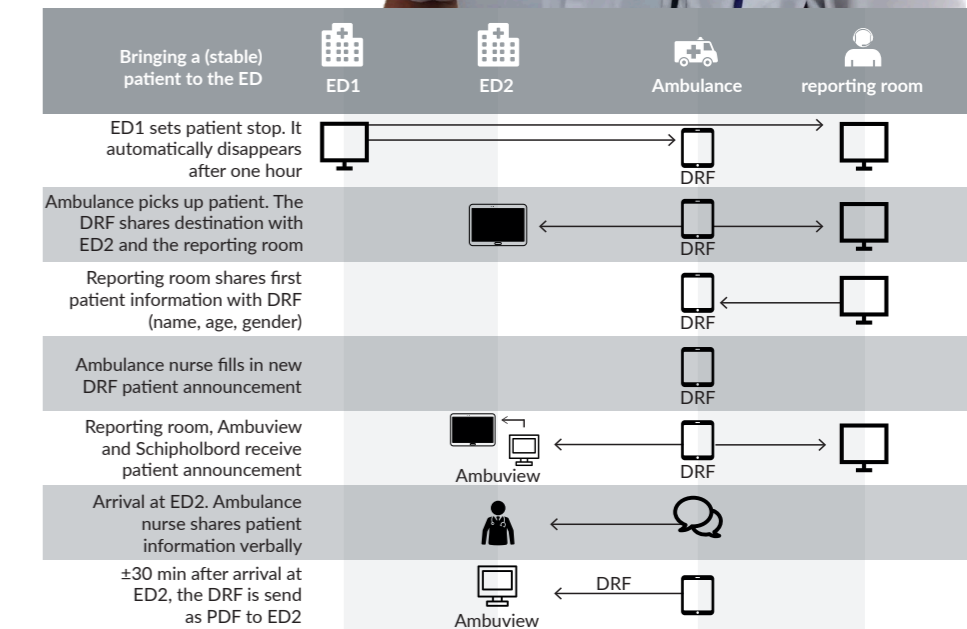 Bringing a (stable)
patient to the ED
ED1
ED2
Ambulance
reporting room
ED1 sets patient stop. It
automatically disappears
after one hour
DRF
Ambulance picks up patient. The
DRF shares destination with
ED2 and the reporting room
DRF
Reporting room shares first
patient information with DRF
(name, age, gender)
DRF
Ambulance nurse fills in new
DRF patient announcement
DRF
Reporting room, Ambuview
and Schipholbord receive
patient announcement
Ambuview
DRF
Arrival at ED2. Ambulance
nurse shares patient
information verbally
±30 min after arrival at
ED2, the DRF is send
as PDF to ED2
Ambuview
DRF